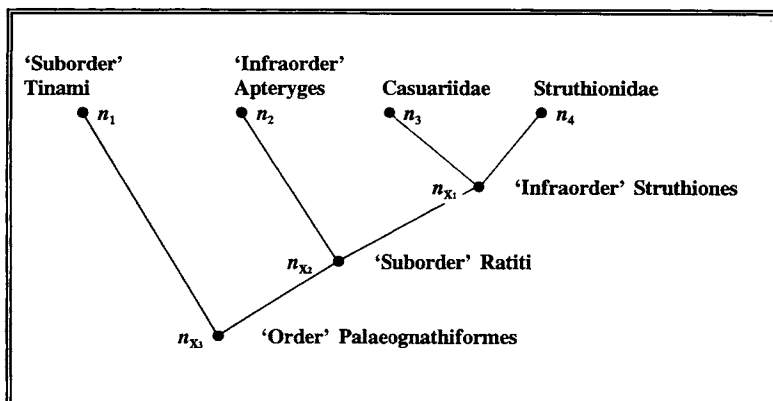 ‘Suborder’ ‘Infraorder’
Tinami Apteryges Casuariidae Struthionidae
n1 n2 n3 n4
nX1 ‘Infraorder’ Struthiones
nX2 ‘Suborder’ Ratiti
nX3 ‘Order’ Palaeognathiformes